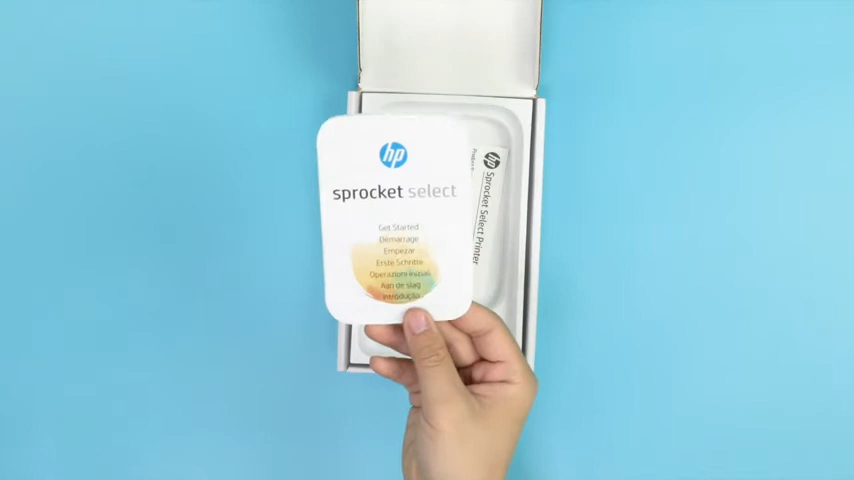 hp
sprocket select
Get Started
Démarrage
Empezar
Erste Schritte
Operazioni iniziali
Aan de slag
Introdução
hp
Sprocket Select Printer